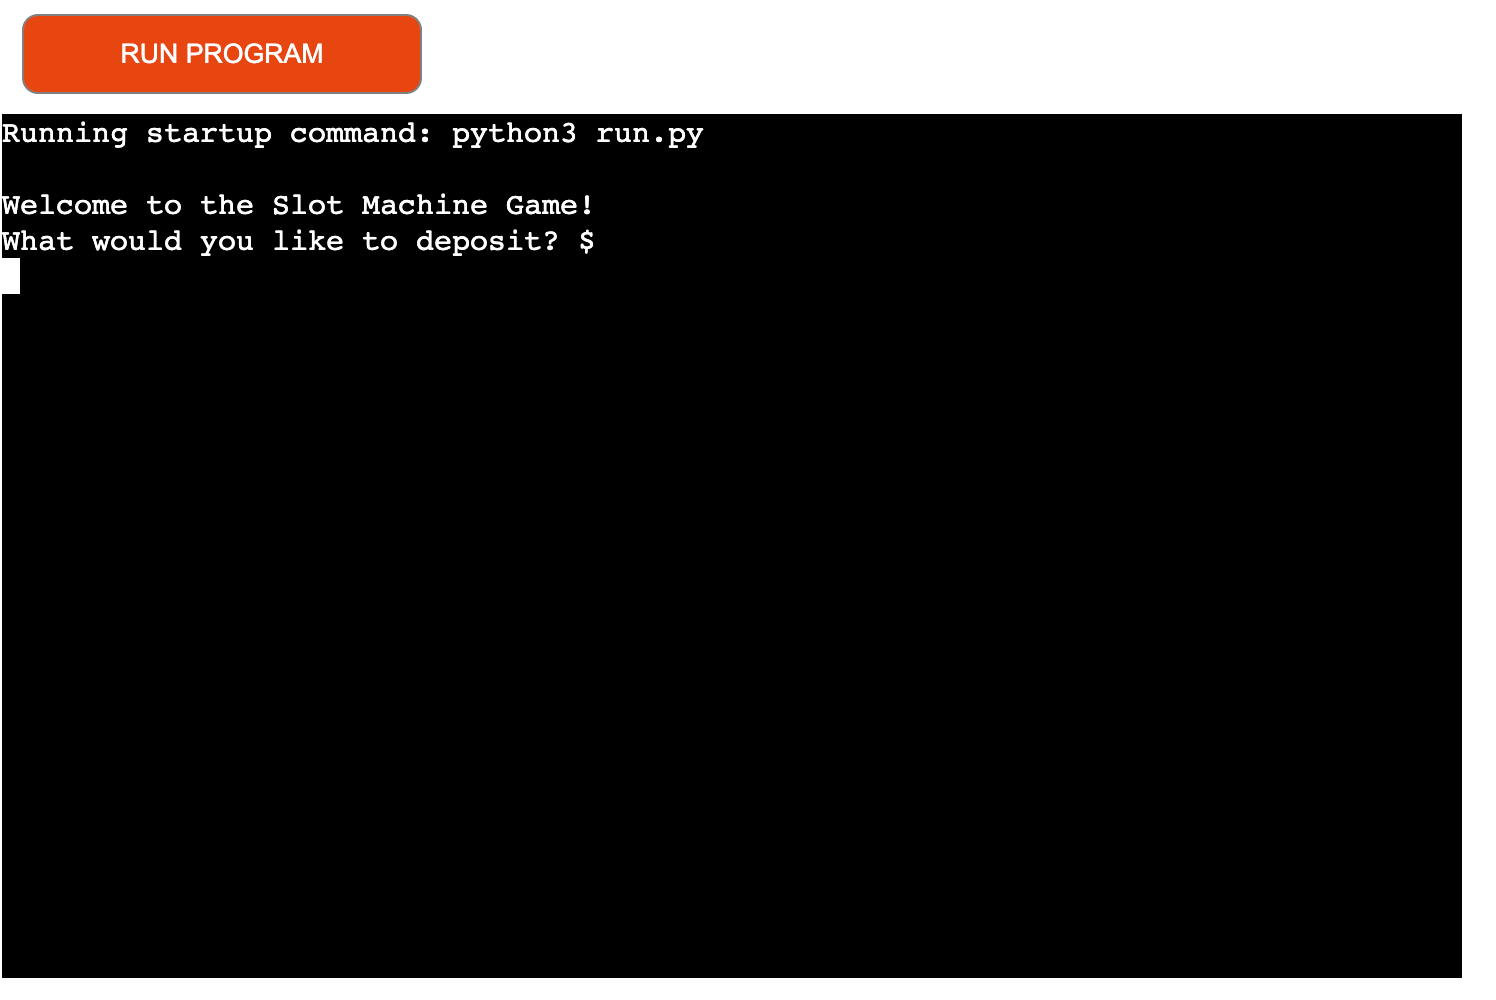 RUN PROGRAM
Running startup command: python3 run.py
Welcome to the Slot Machine Game!
What would you like to deposit? $